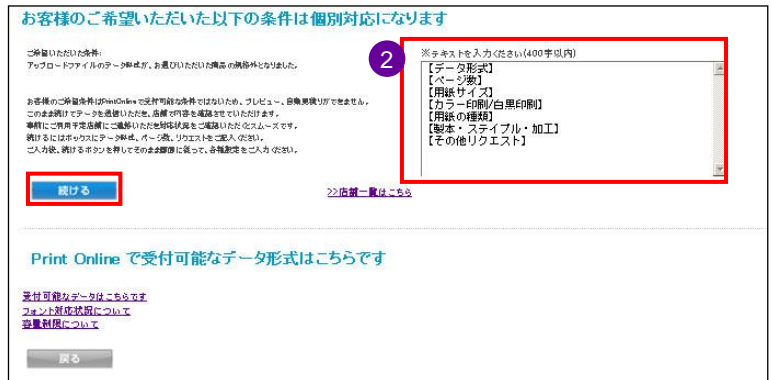 お客様のご希望いただいた以下の条件は個別対応になります
ご希望いただいた条件:
アップロードファイルのデータ形式が、お選びいただいた商品の規格外となりました。
お客様のご希望条件はPrintOnlineで受付可能な条件ではないため、プレビュー、自動見積りができません。
このまま続けてデータを送信いただき、店舗で内容を確認させていただけます。
事前にご利用予定店舗にご連絡いただき対応状況をご確認いただくとスムーズです。
続けるにはボックスにデータ形式、ページ数、リクエストをご記入ください。
ご入力後、続けるボタンを押してそのまま画面に従って、各種設定をご入力ください。
続ける
>>店舗一覧はこちら
2
※テキストを入力ください(400字以内)
【データ形式】
【ページ数】
【用紙サイズ】
【カラー印刷/白黒印刷】
【用紙の種類】
【製本・ステイプル・加工】
【その他リクエスト】
Print Online で受付可能なデータ形式はこちらです
受付可能なデータはこちらです
フォント対応状況について
容量制限について
戻る